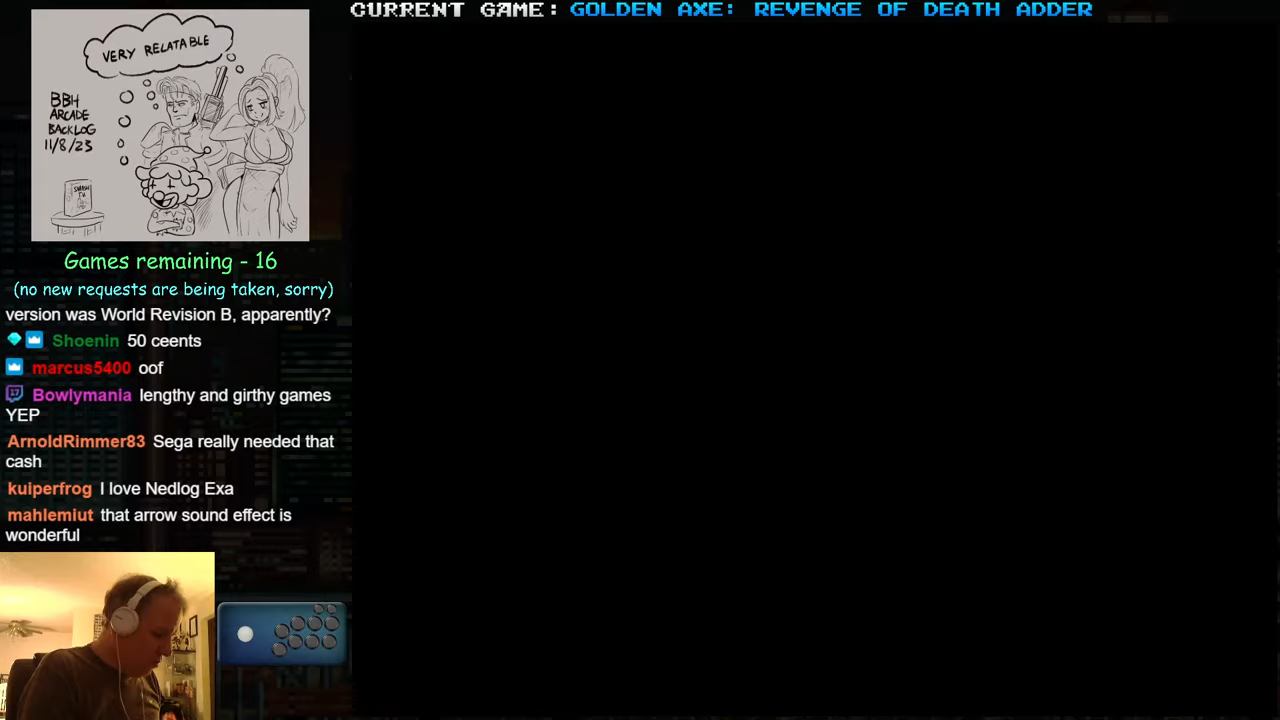 CURRENT GAME: GOLDEN AXE: REVENGE OF DEATH ADDER
VERY RELATABLE
BBH
ARCADE
BACKLOG
11/8/23
SMASH
TV
Games remaining - 16
(no new requests are being taken, sorry)
version was World Revision B, apparently?
Shoenin 50 ceents
marcus5400 oof
Bowlymania lengthy and girthy games
YEP
ArnoldRimmer83 Sega really needed that
cash
kuiperfrog I love Nedlog Exa
mahlemiut that arrow sound effect is
wonderful